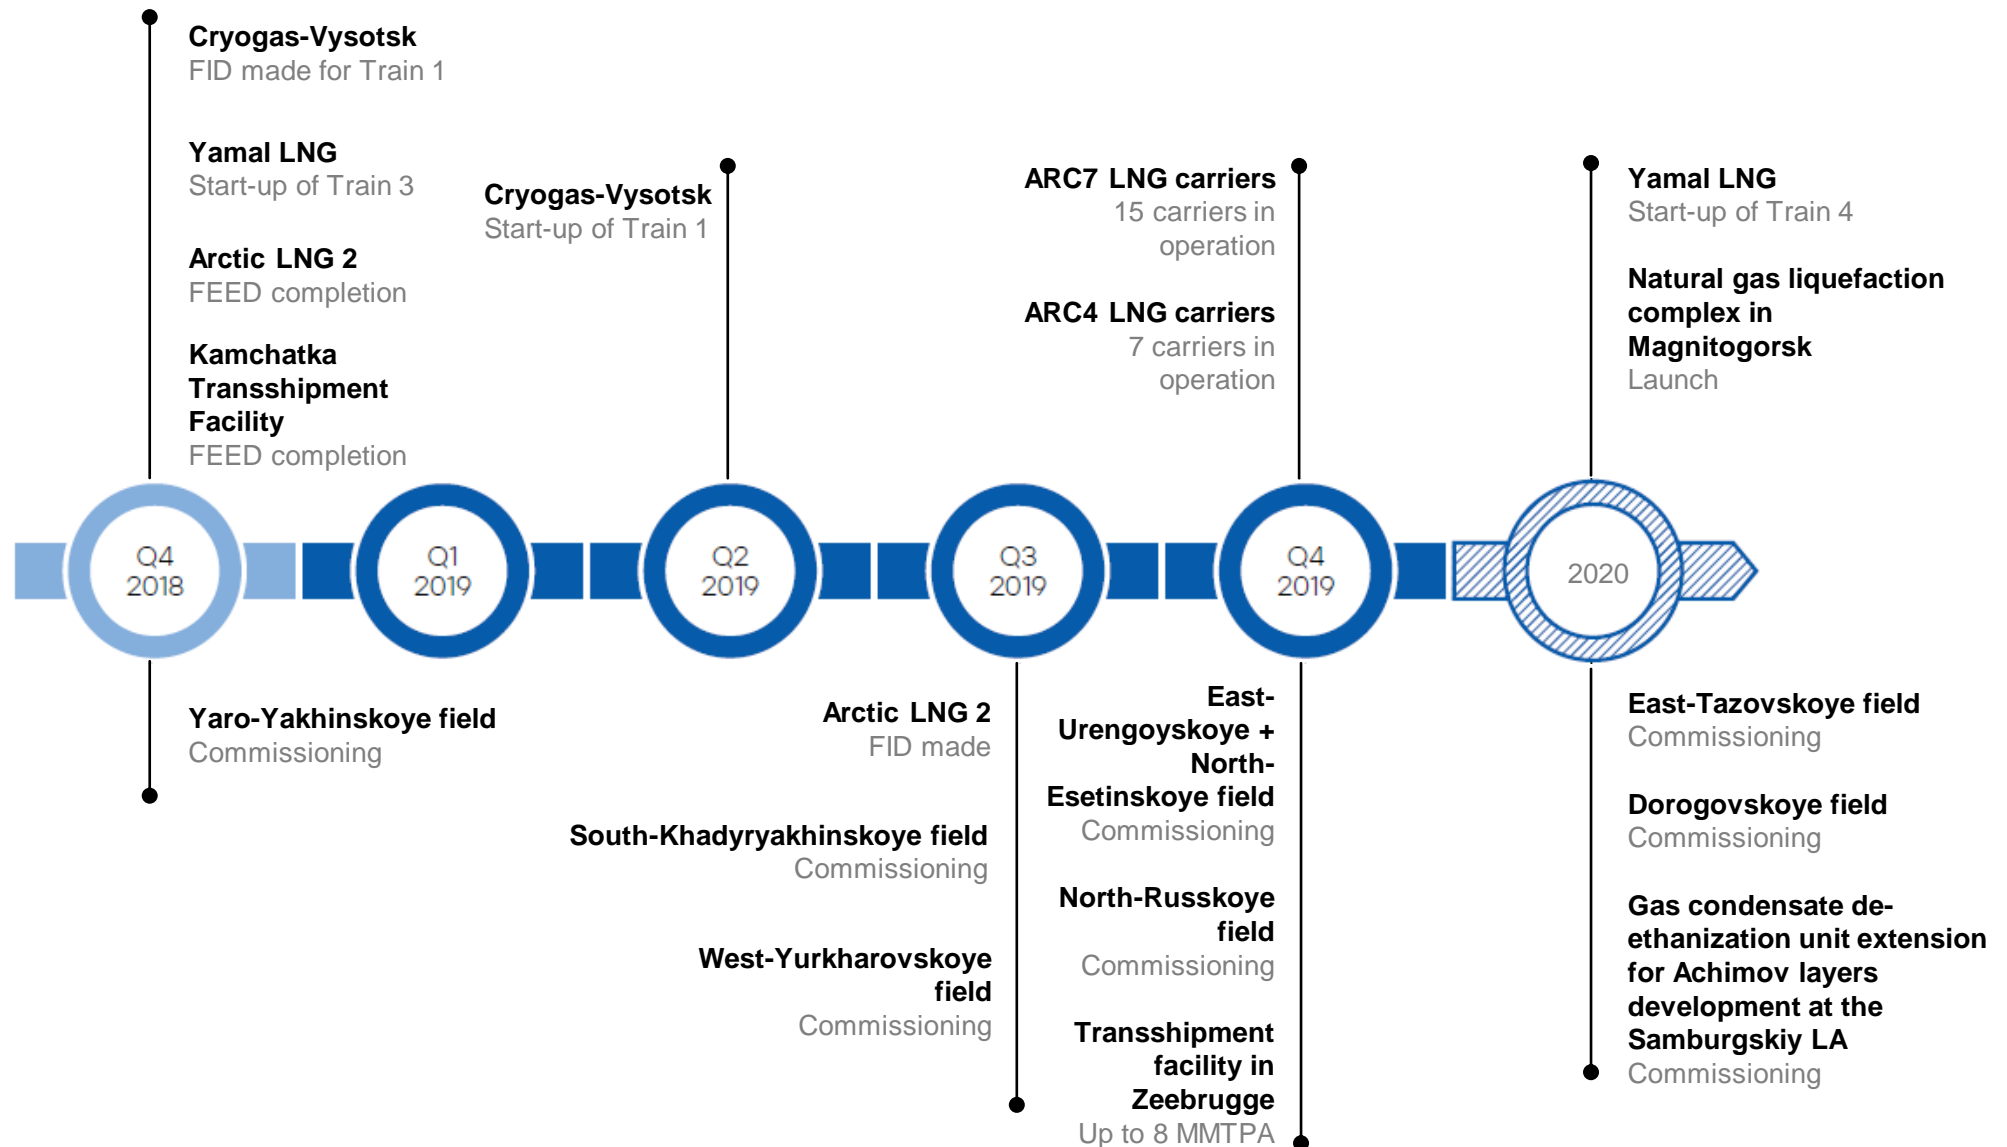 Cryogas-Vysotsk
FID made for Train 1
Yamal LNG
Start-up of Train 3
Arctic LNG 2
FEED completion
Kamchatka
Transshipment
Facility
FEED completion
Cryogas-Vysotsk
Start-up of Train 1
ARC7 LNG carriers
15 carriers in
operation
ARC4 LNG carriers
7 carriers in
operation
Yamal LNG
Start-up of Train 4
Natural gas liquefaction
complex in
Magnitogorsk
Launch
Q4
2018
Q1
2019
Q2
2019
Q3
2019
Q4
2019
2020
Yaro-Yakhinskoye field
Commissioning
Arctic LNG 2
FID made
South-Khadyryakhinskoye field
Commissioning
West-Yurkharovskoye
field
Commissioning
East-
Urengoyskoye +
North-
Esetinskoye field
Commissioning
North-Russkoye
field
Commissioning
Transshipment
facility in
Zeebrugge
Up to 8 MMTPA
East-Tazovskoye field
Commissioning
Dorogovskoye field
Commissioning
Gas condensate de-
ethanization unit extension
for Achimov layers
development at the
Samburgskiy LA
Commissioning